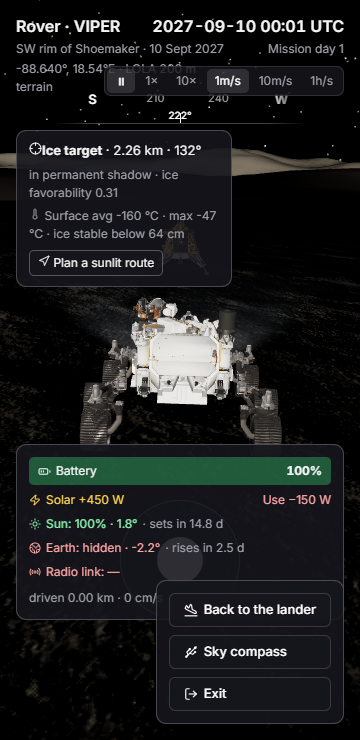 Rover · VIPER
2027-09-10 00:01 UTC
SW rim of Shoemaker · 10 Sept 2027
Mission day 1
-88.640°, 18.54°E · LOLA 200 m
terrain
1×
10×
1m/s
10m/s
1h/s
S
210
240
W
222°
Ice target · 2.26 km · 132°
in permanent shadow · ice
favorability 0.31
Surface avg -160 °C · max -47
°C · ice stable below 64 cm
Plan a sunlit route
Battery
100%
Solar +450 W
Use −150 W
Sun: 100% · 1.8° · sets in 14.8 d
Earth: hidden · -2.2° · rises in 2.5 d
Radio link: —
driven 0.00 km · 0 cm/s
Back to the lander
Sky compass
Exit